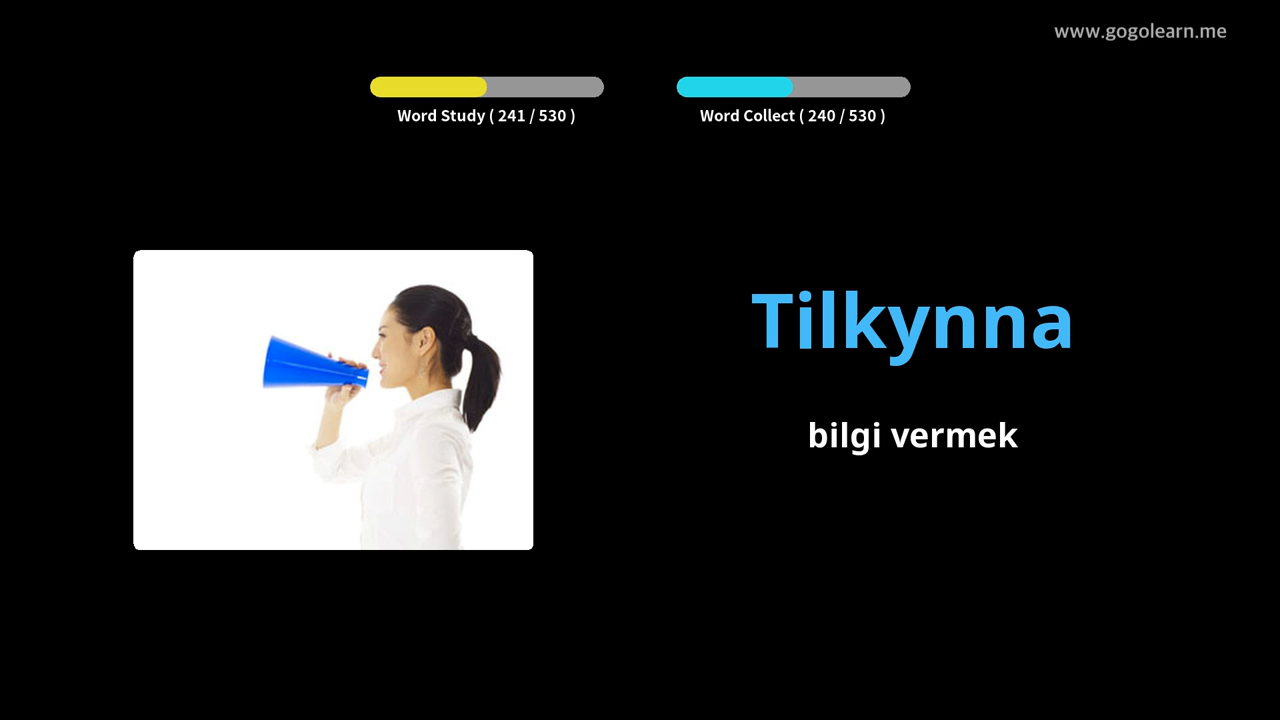 www.gogolearn.me
Word Study ( 241 / 530 )
Word Collect ( 240 / 530 )
Tilkynna
bilgi vermek